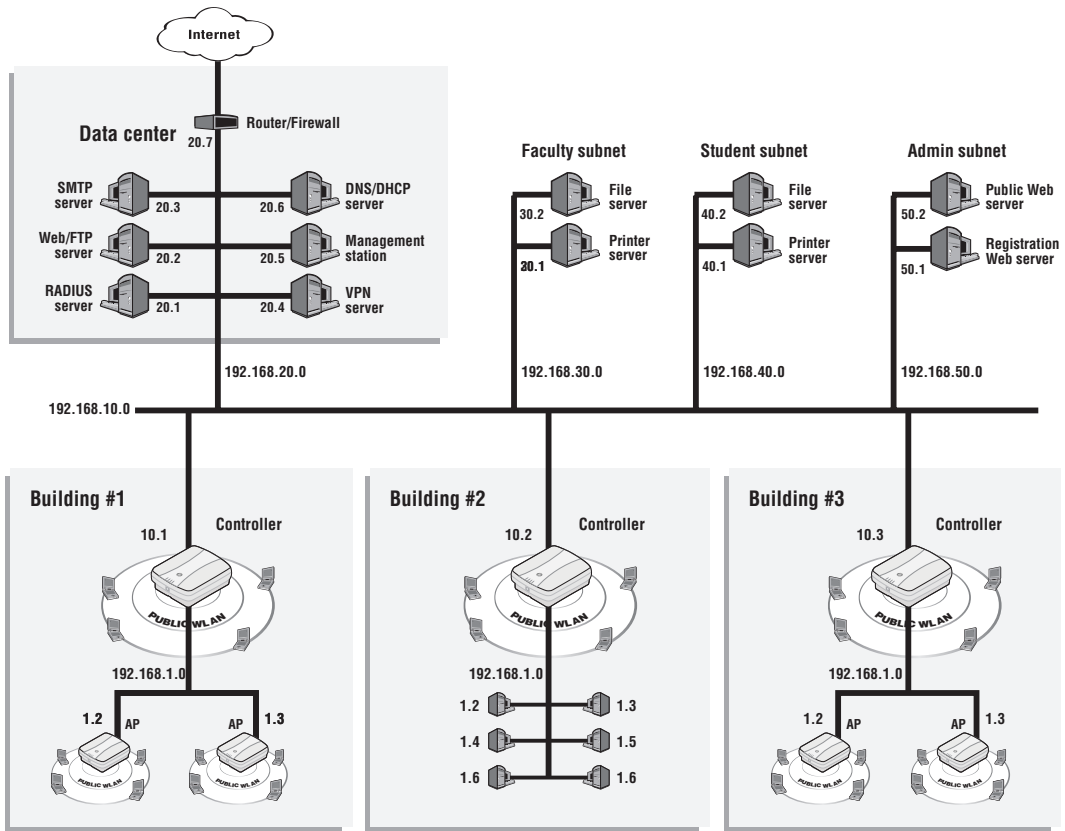 Internet
Data center
Router/Firewall
20.7
SMTP
server
20.3
20.6
DNS/DHCP
server
Web/FTP
server
20.2
20.5
Management
station
RADIUS
server
20.1
20.4
VPN
server
192.168.20.0
Faculty subnet
30.2
File
server
Printer
server
192.168.30.0
Student subnet
40.2
File
server
40.1
Printer
server
192.168.40.0
Admin subnet
50.2
Public Web
server
50.1
Registration
Web server
192.168.50.0
192.168.10.0
Building #1
10.1
Controller
PUBLIC WLAN
192.168.1.0
1.2
AP
PUBLIC WLAN
AP
1.3
PUBLIC WLAN
Building #2
10.2
Controller
PUBLIC WLAN
192.168.1.0
1.2
1.3
1.4
1.5
1.6
1.6
Building #3
10.3
Controller
PUBLIC WLAN
192.168.1.0
1.2
AP
PUBLIC WLAN
AP
1.3
PUBLIC WLAN